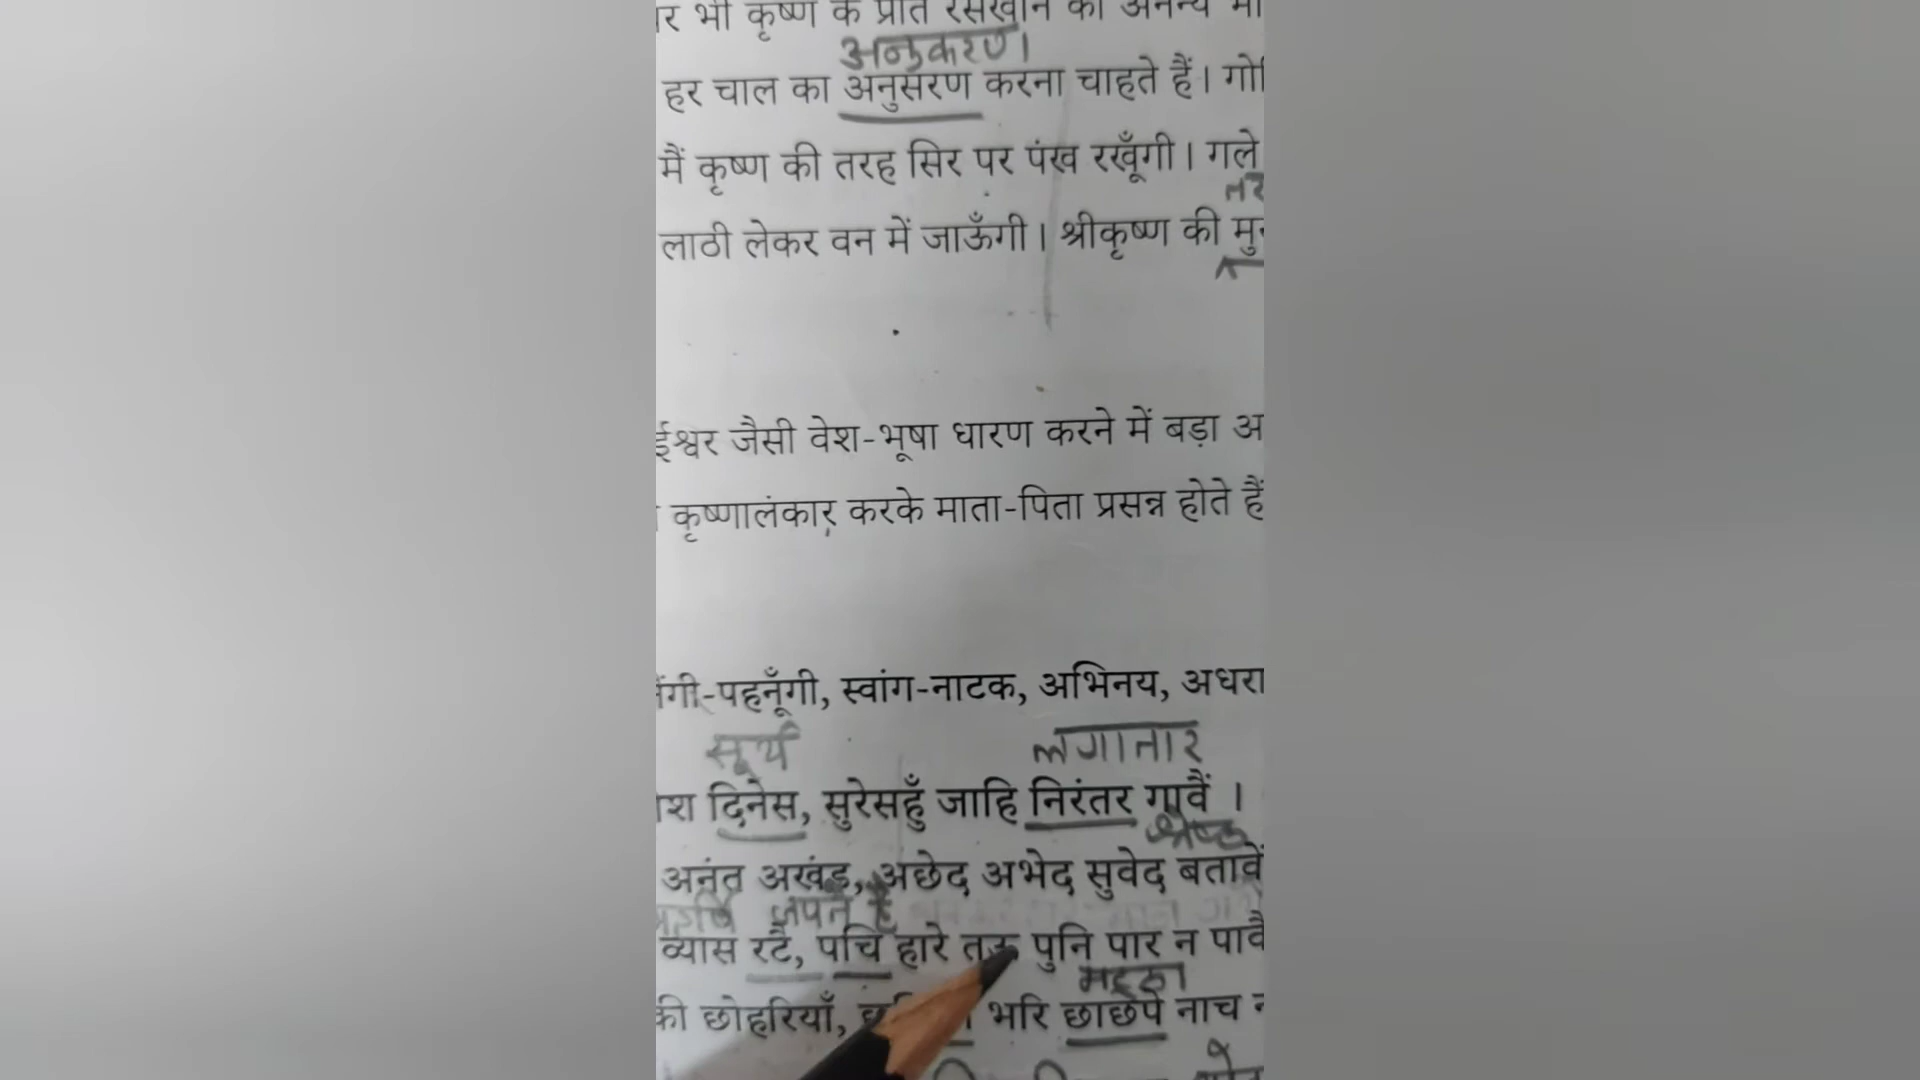 र भी कृष्ण के प्रति रसखान की अनन्य
अनुकरण।
हर चाल का अनुसरण करना चाहते हैं। गो
मैं कृष्ण की तरह सिर पर पंख रखूँगी। गले
लाठी लेकर वन में जाऊँगी। श्रीकृष्ण की मु
ईश्वर जैसी वेश-भूषा धारण करने में बड़ा अ
कृष्णालंकार करके माता-पिता प्रसन्न होते हैं
गी-पहनूँगी, स्वांग-नाटक, अभिनय, अधरा
सूर्य लगातार
श दिनेस, सुरेसहुँ जाहि निरंतर गावैं ।
श्रेष्ठ
अनंत अखंड, अछेद अभेद सुवेद बतावैं
जपते हैं
व्यास रटै, पचि हारे तऊ पुनि पार न पावैं
मट्ठा
की छोहरियाँ, भरि छाछपे नाच